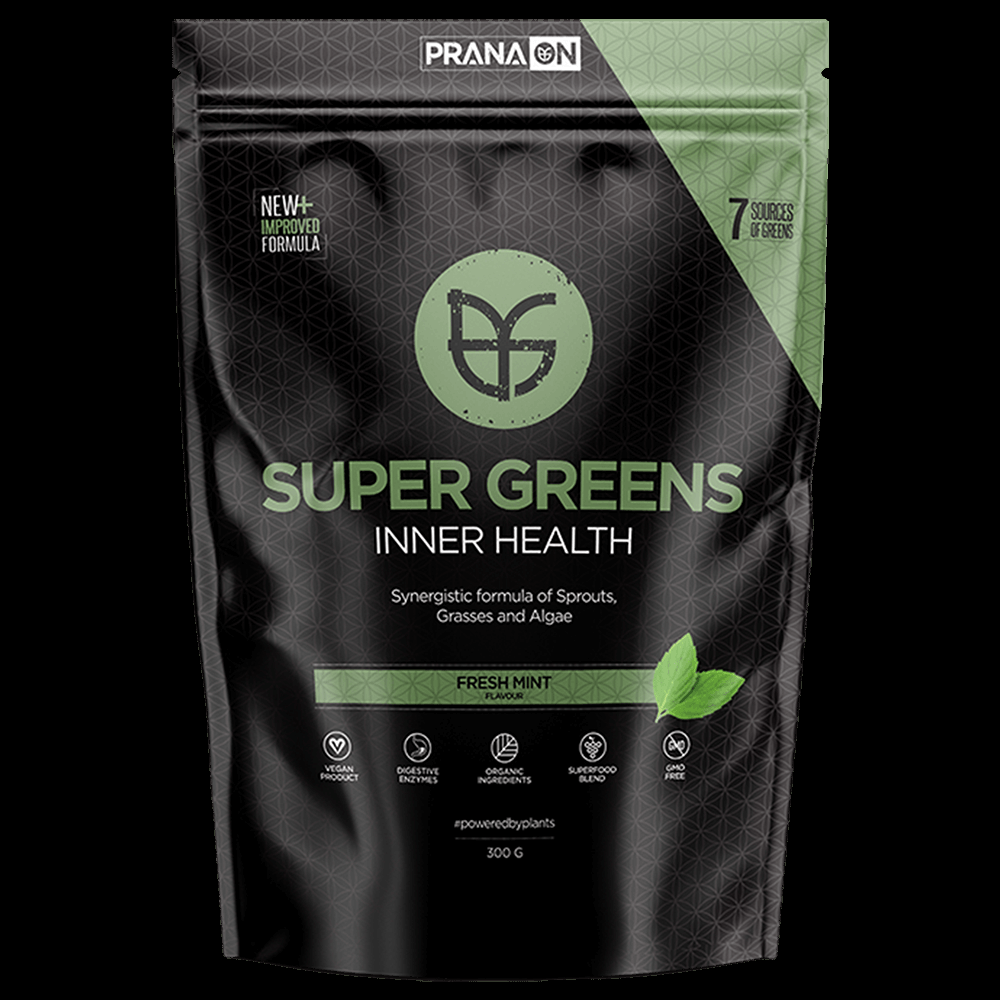 PRANA ON
NEW+
IMPROVED
FORMULA
7 SOURCES
OF GREENS
SUPER GREENS
INNER HEALTH
Synergistic formula of Sprouts,
Grasses and Algae
FRESH MINT
FLAVOUR
VEGAN
PRODUCT
DIGESTIVE
ENZYMES
ORGANIC
INGREDIENTS
SUPERFOOD
BLEND
GMO
GMO
FREE
#poweredbyplants
300 G